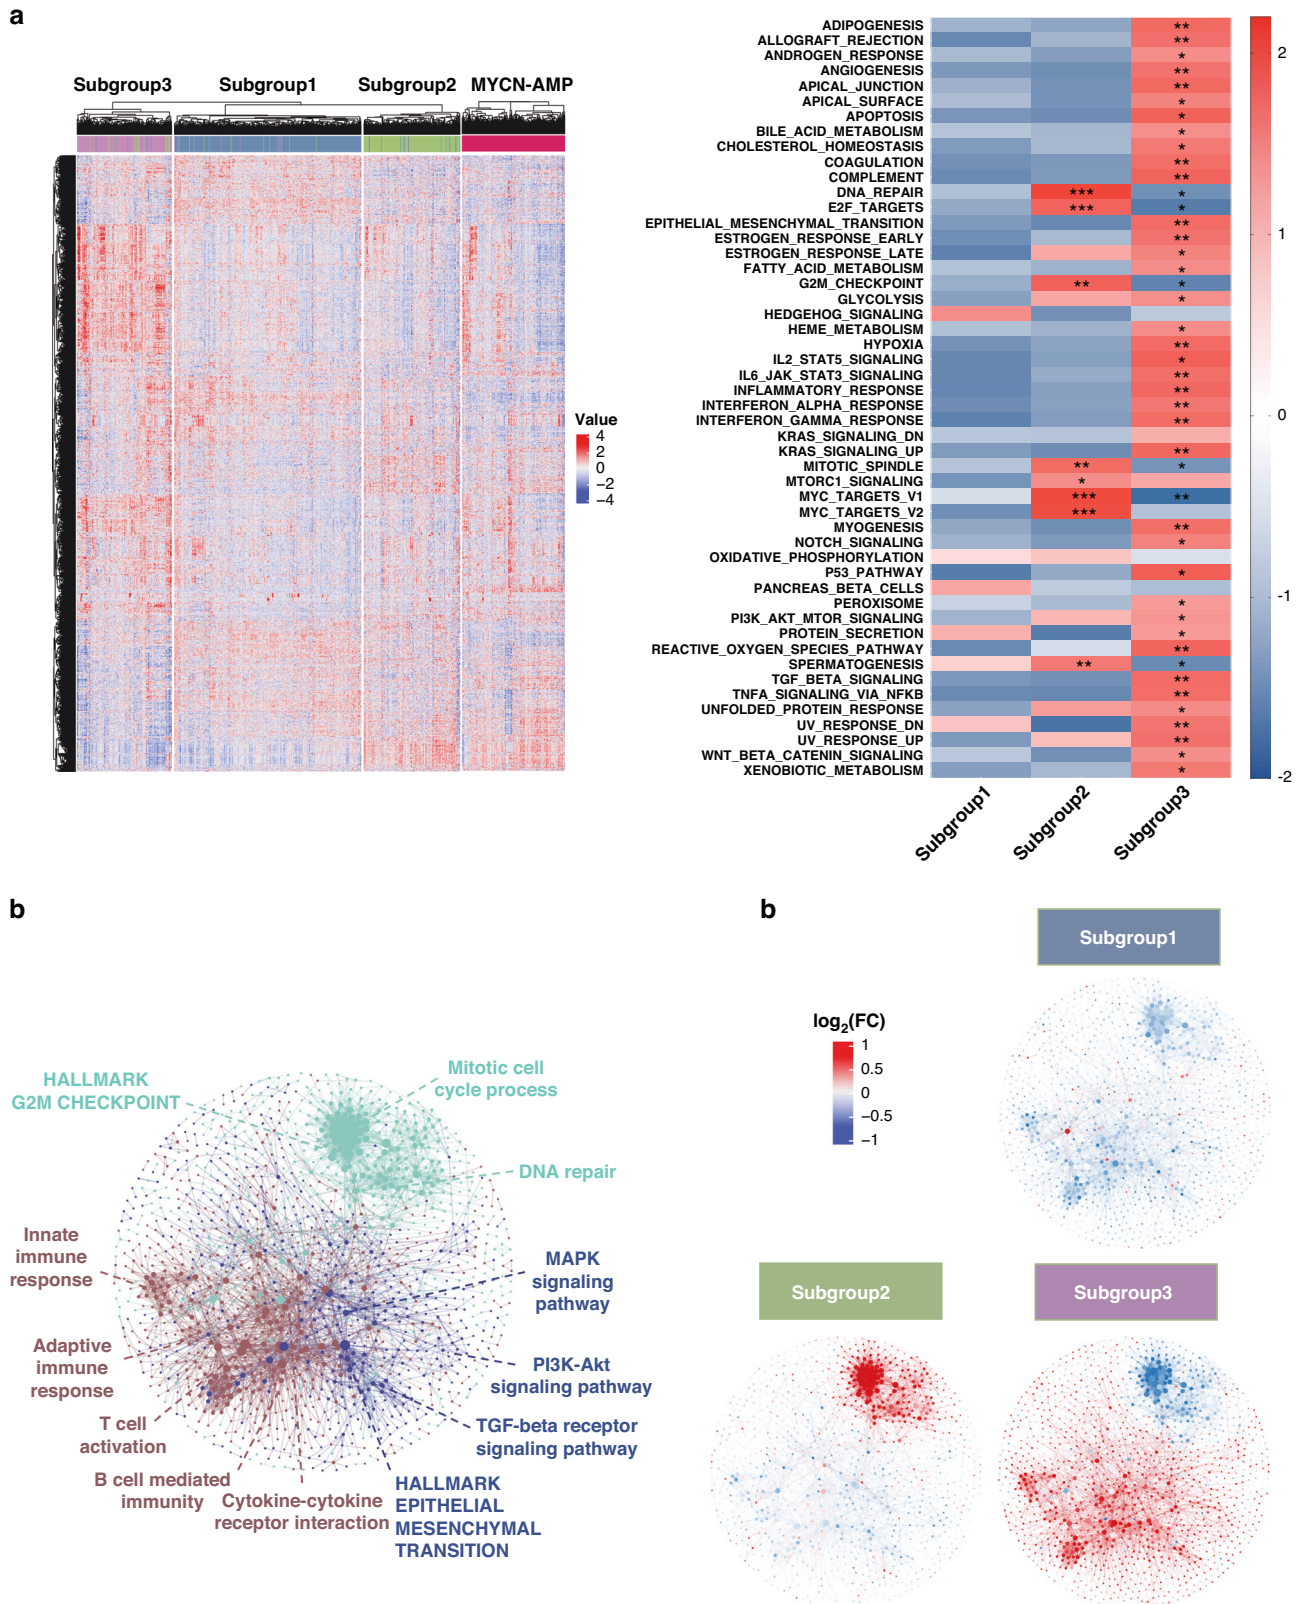 a
Subgroup3
Subgroup1
Subgroup2
MYCN-AMP
Value
4
2
0
−2
−4
ADIPOGENESIS **
ALLOGRAFT_REJECTION **
ANDROGEN_RESPONSE *
ANGIOGENESIS **
APICAL_JUNCTION **
APICAL_SURFACE *
APOPTOSIS **
BILE_ACID_METABOLISM *
CHOLESTEROL_HOMEOSTASIS *
COAGULATION **
COMPLEMENT **
DNA_REPAIR *** *
E2F_TARGETS *** *
EPITHELIAL_MESENCHYMAL_TRANSITION **
ESTROGEN_RESPONSE_EARLY **
ESTROGEN_RESPONSE_LATE *
FATTY_ACID_METABOLISM *
G2M_CHECKPOINT ** *
GLYCOLYSIS *
HEDGEHOG_SIGNALING
HEME_METABOLISM *
HYPOXIA **
IL2_STAT5_SIGNALING *
IL6_JAK_STAT3_SIGNALING **
INFLAMMATORY_RESPONSE **
INTERFERON_ALPHA_RESPONSE **
INTERFERON_GAMMA_RESPONSE **
KRAS_SIGNALING_DN
KRAS_SIGNALING_UP **
MITOTIC_SPINDLE ** *
MTORC1_SIGNALING *
MYC_TARGETS_V1 *** **
MYC_TARGETS_V2 ***
MYOGENESIS **
NOTCH_SIGNALING *
OXIDATIVE_PHOSPHORYLATION
P53_PATHWAY *
PANCREAS_BETA_CELLS
PEROXISOME *
PI3K_AKT_MTOR_SIGNALING *
PROTEIN_SECRETION *
REACTIVE_OXYGEN_SPECIES_PATHWAY **
SPERMATOGENESIS ** *
TGF_BETA_SIGNALING **
TNFA_SIGNALING_VIA_NFKB **
UNFOLDED_PROTEIN_RESPONSE *
UV_RESPONSE_DN **
UV_RESPONSE_UP **
WNT_BETA_CATENIN_SIGNALING *
XENOBIOTIC_METABOLISM *
Subgroup1
Subgroup2
Subgroup3
2
1
0
-1
-2
b
HALLMARK
G2M CHECKPOINT
Mitotic cell
cycle process
DNA repair
Innate
immune
response
MAPK
signaling
pathway
Adaptive
immune
response
PI3K-Akt
signaling pathway
T cell
activation
TGF-beta receptor
signaling pathway
B cell mediated
immunity
Cytokine-cytokine
receptor interaction
HALLMARK
EPITHELIAL
MESENCHYMAL
TRANSITION
b
Subgroup1
log2(FC)
1
0.5
0
−0.5
−1
Subgroup2
Subgroup3